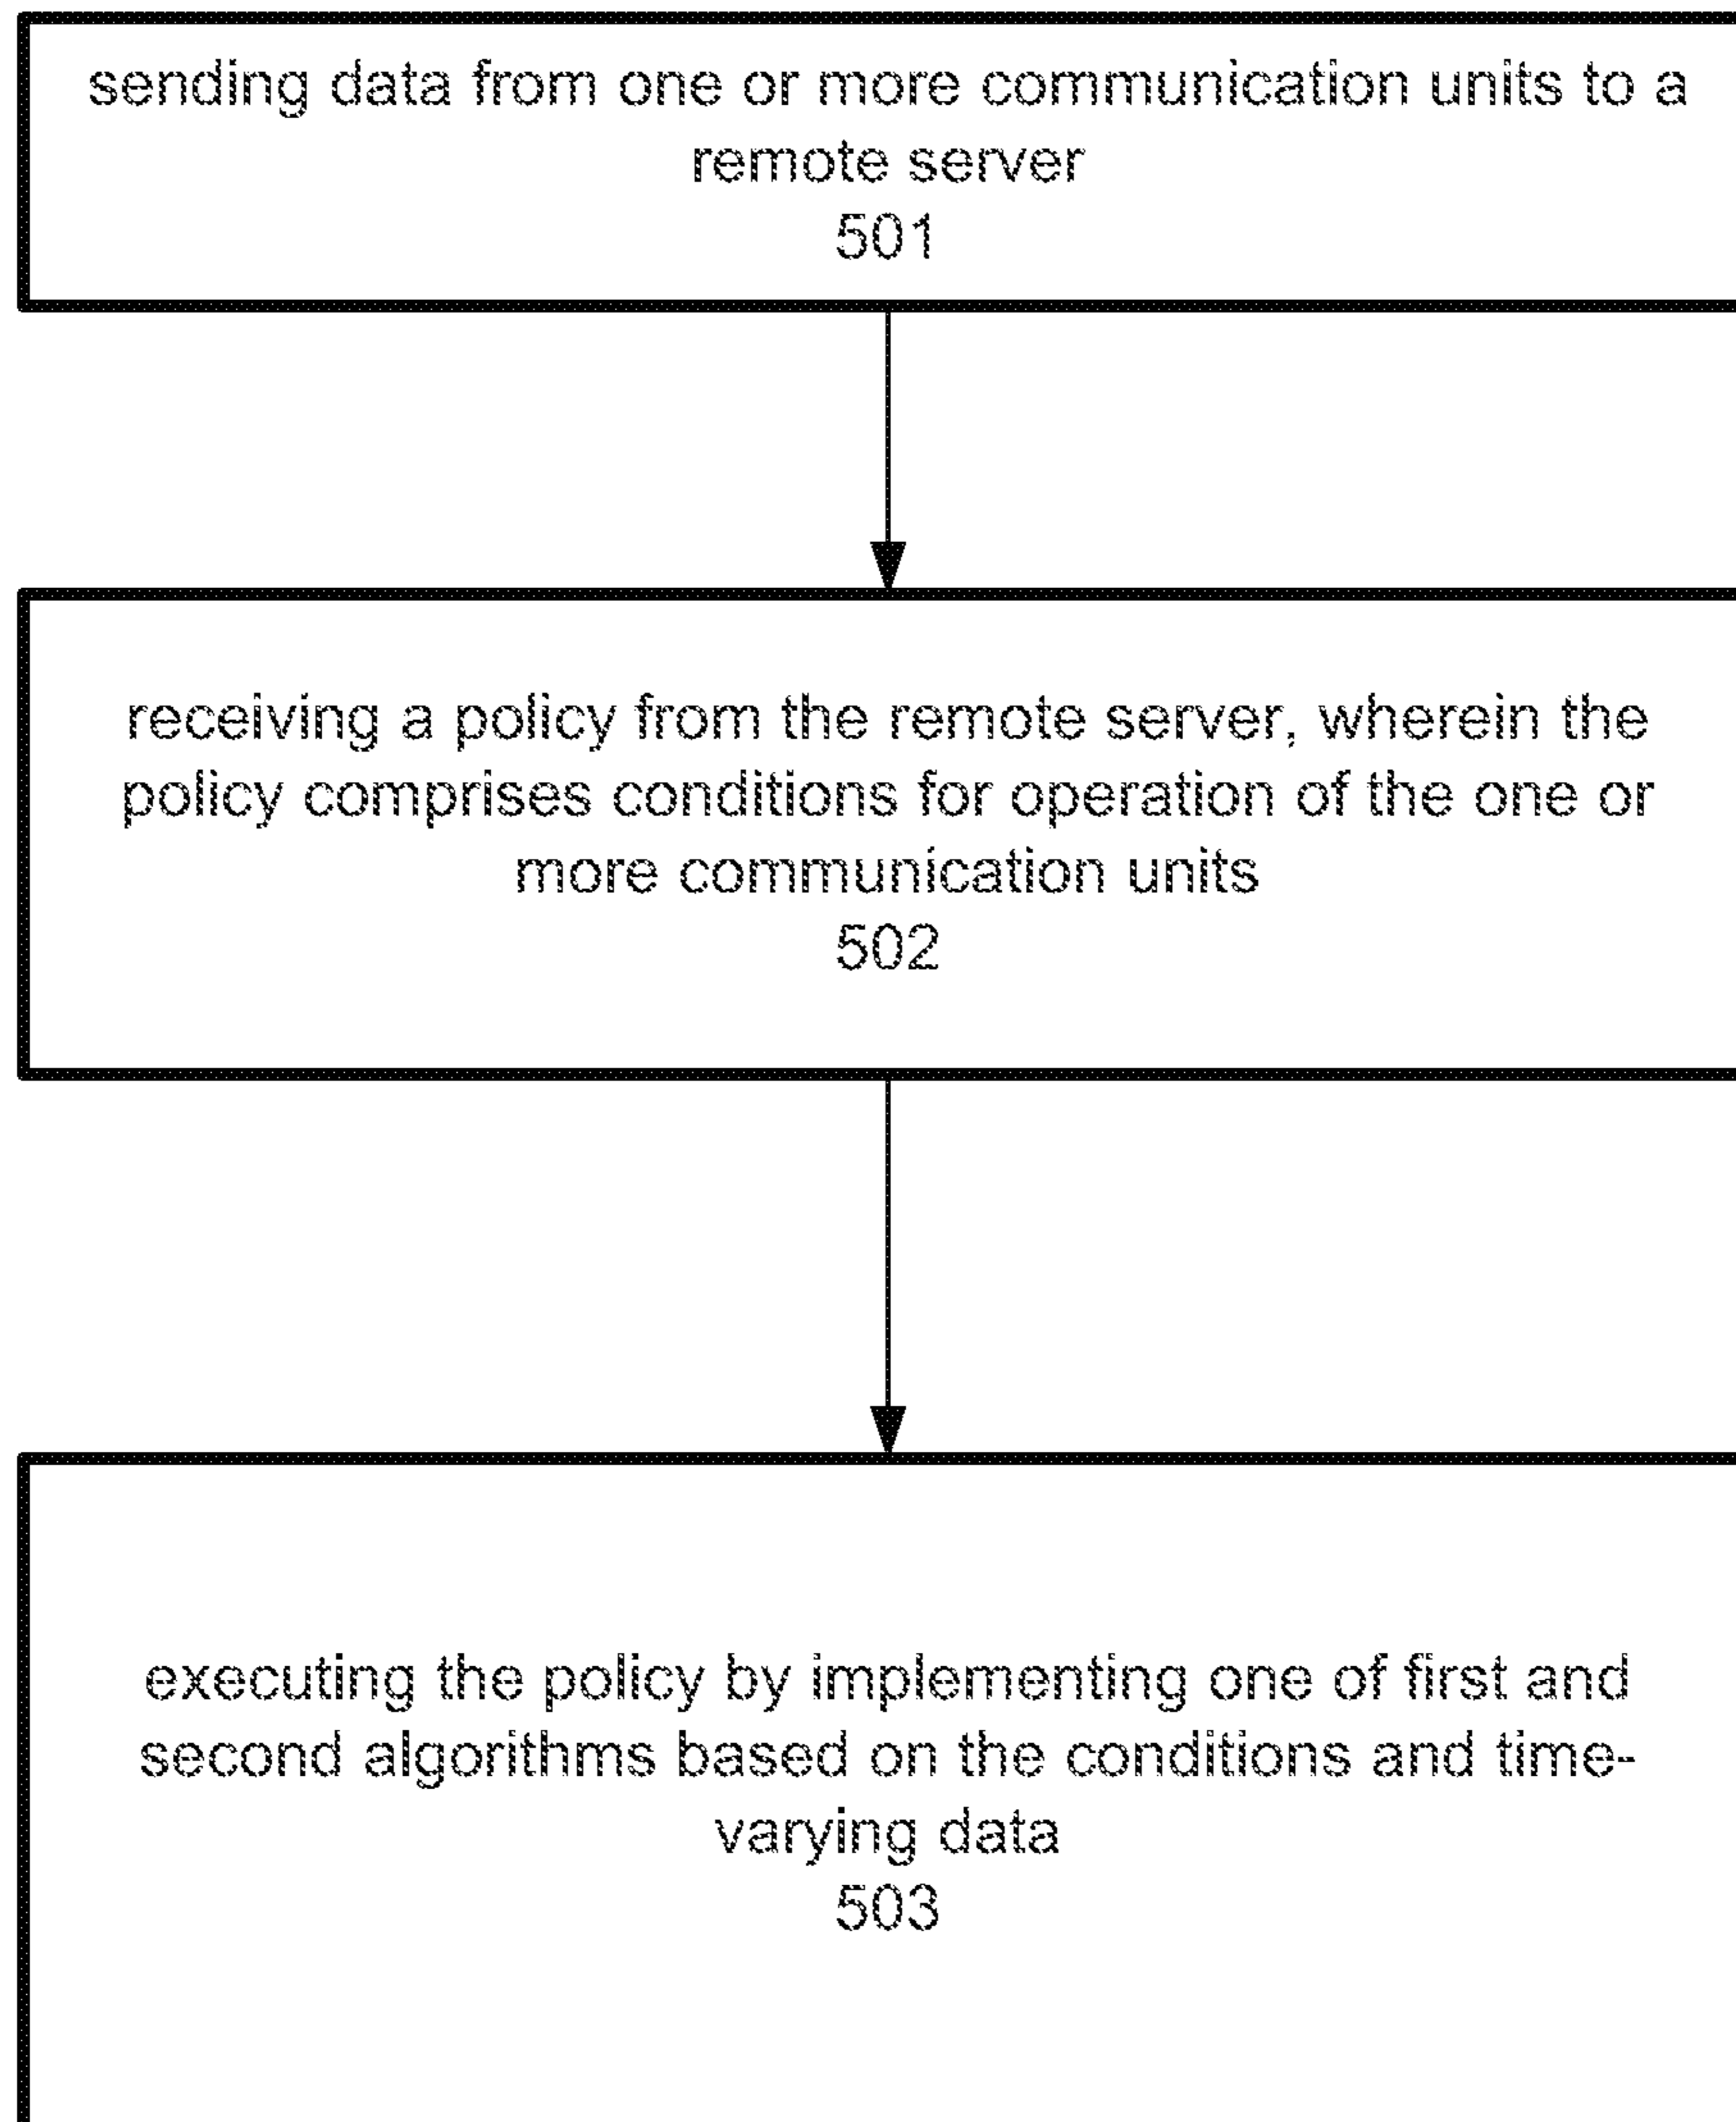 sending data from one or more communication units to a
remote server
501
receiving a policy from the remote server, wherein the
policy comprises conditions for operation of the one or
more communication units
502
executing the policy by implementing one of first and
second algorithms based on the conditions and time-
varying data
503